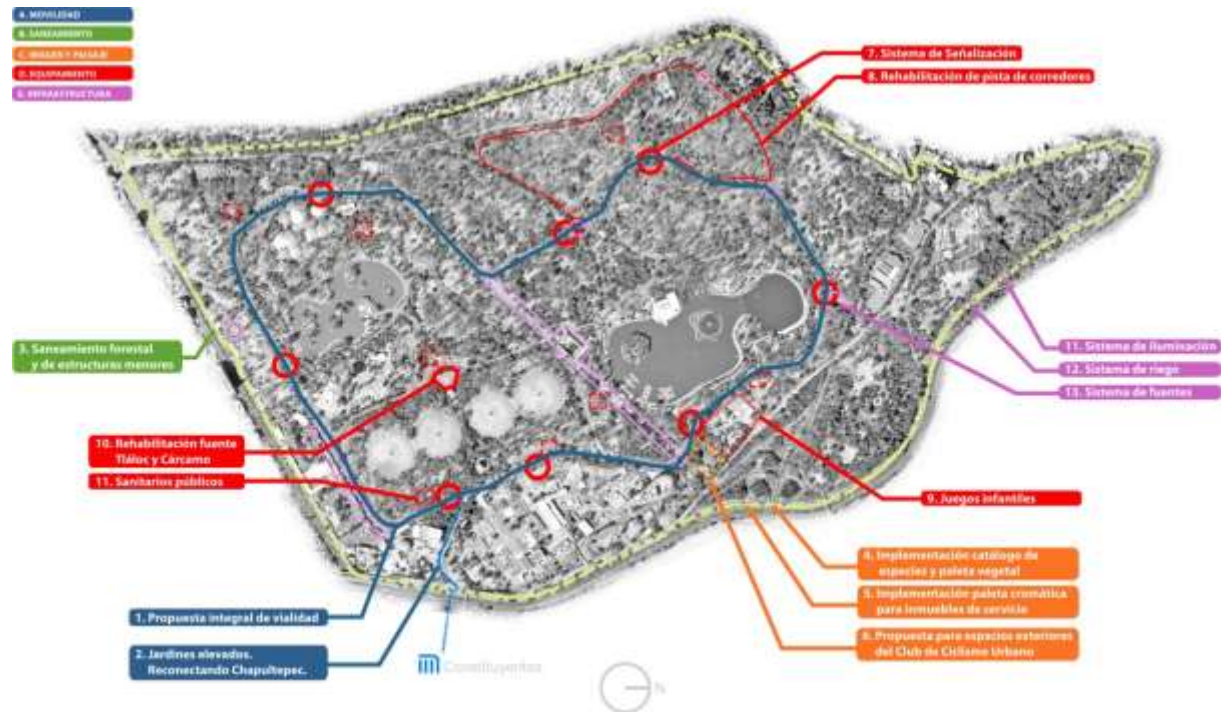 A. MOVILIDAD
B. SANEAMIENTO
C. IMAGEN Y PAISAJE
D. EQUIPAMIENTO
E. INFRAESTRUCTURA
7. Sistema de Señalización
8. Rehabilitación de pista de corredores
3. Saneamiento forestal
y de estructuras menores
11. Sistema de iluminación
12. Sistema de riego
13. Sistema de fuentes
10. Rehabilitación fuente
Tláloc y Cárcamo
11. Sanitarios públicos
9. Juegos infantiles
4. Implementación catálogo de
especies y paleta vegetal
5. Implementación paleta cromática
para inmuebles de servicio
6. Propuesta para espacios exteriores
del Club de Ciclismo Urbano
1. Propuesta integral de vialidad
2. Jardines elevados.
Reconectando Chapultepec.
Constituyentes
N